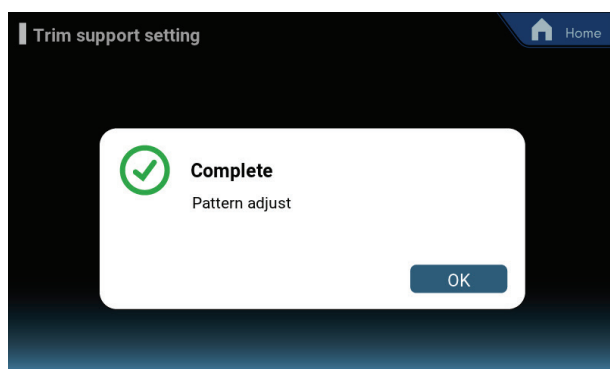 Trim support setting
Home
Complete
Pattern adjust
OK